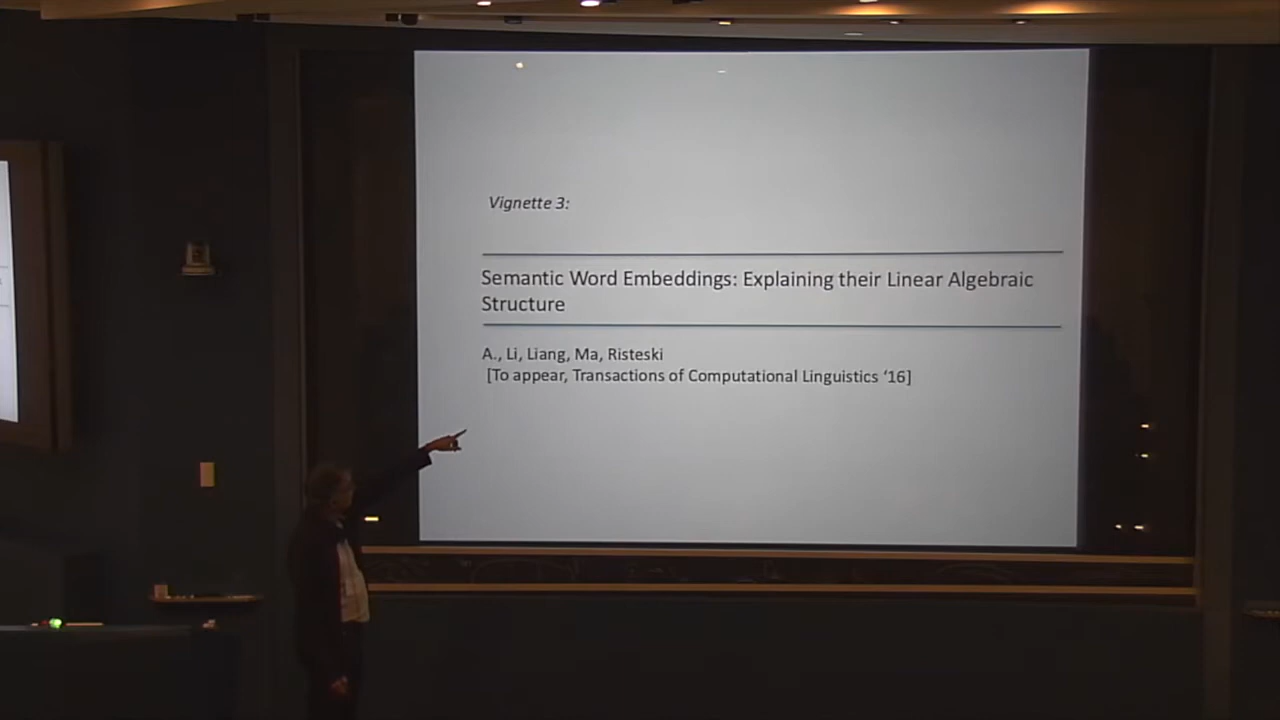 Vignette 3:
Semantic Word Embeddings: Explaining their Linear Algebraic
Structure
A., Li, Liang, Ma, Risteski
[To appear, Transactions of Computational Linguistics ‘16]